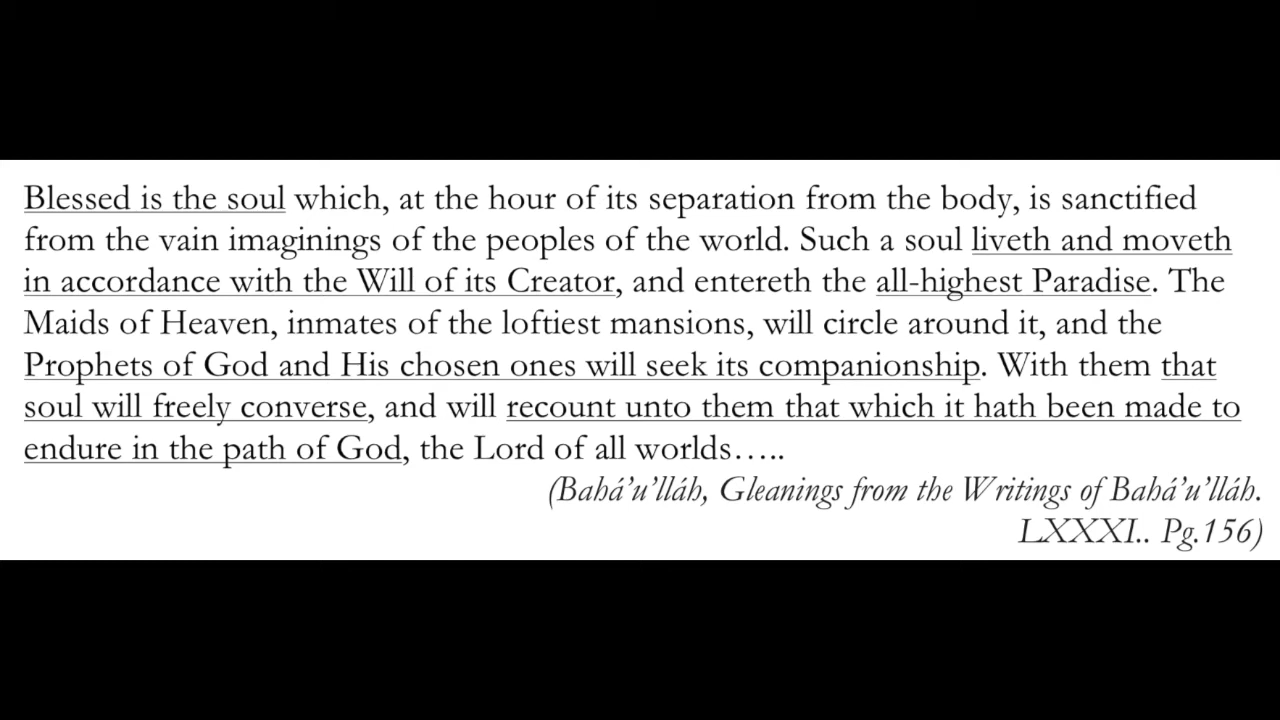 Blessed is the soul which, at the hour of its separation from the body, is sanctified
from the vain imaginings of the peoples of the world. Such a soul liveth and moveth
in accordance with the Will of its Creator, and entereth the all-highest Paradise. The
Maids of Heaven, inmates of the loftiest mansions, will circle around it, and the
Prophets of God and His chosen ones will seek its companionship. With them that
soul will freely converse, and will recount unto them that which it hath been made to
endure in the path of God, the Lord of all worlds…..
(Bahá’u’lláh, Gleanings from the Writings of Bahá’u’lláh.
LXXXI.. Pg.156)